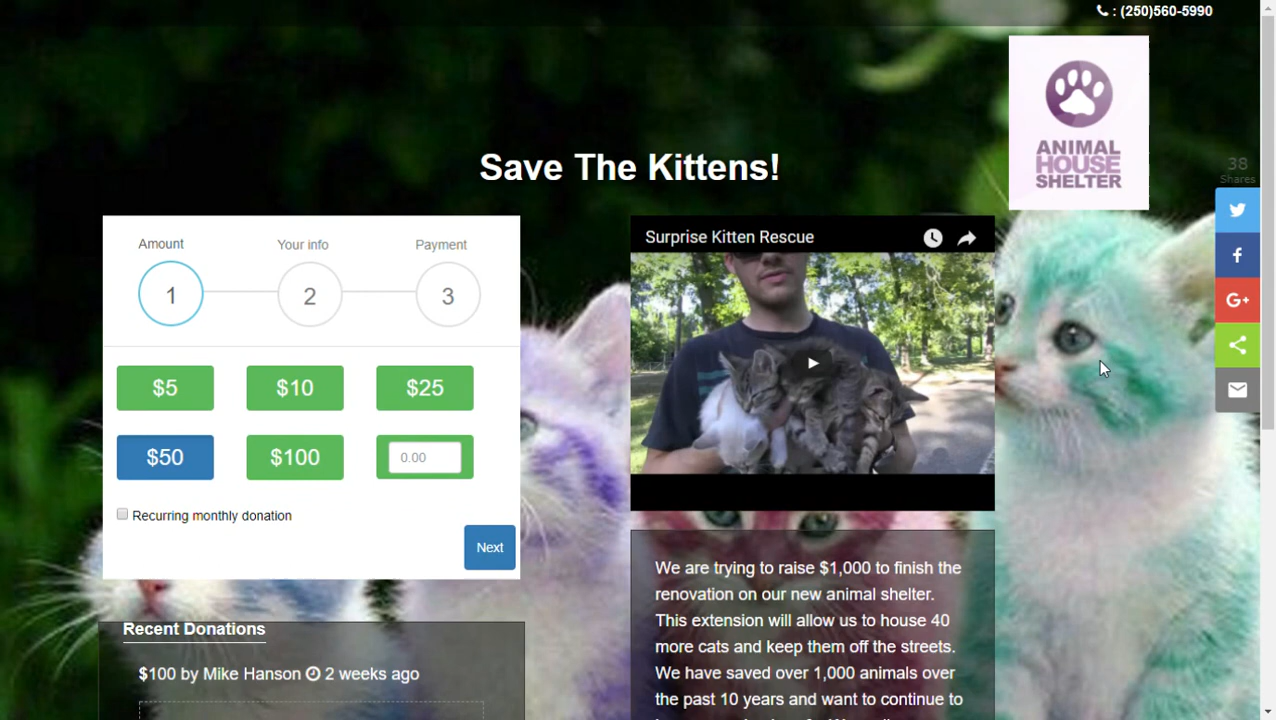 : (250)560-5990
ANIMAL
HOUSE
SHELTER
Save The Kittens!
38
Shares
Amount
Your info
Payment
1
2
3
$5
$10
$25
$50
$100
0.00
Recurring monthly donation
Next
Surprise Kitten Rescue
G+
We are trying to raise $1,000 to finish the
renovation on our new animal shelter.
This extension will allow us to house 40
more cats and keep them off the streets.
We have saved over 1,000 animals over
the past 10 years and want to continue to
Recent Donations
$100 by Mike Hanson 2 weeks ago